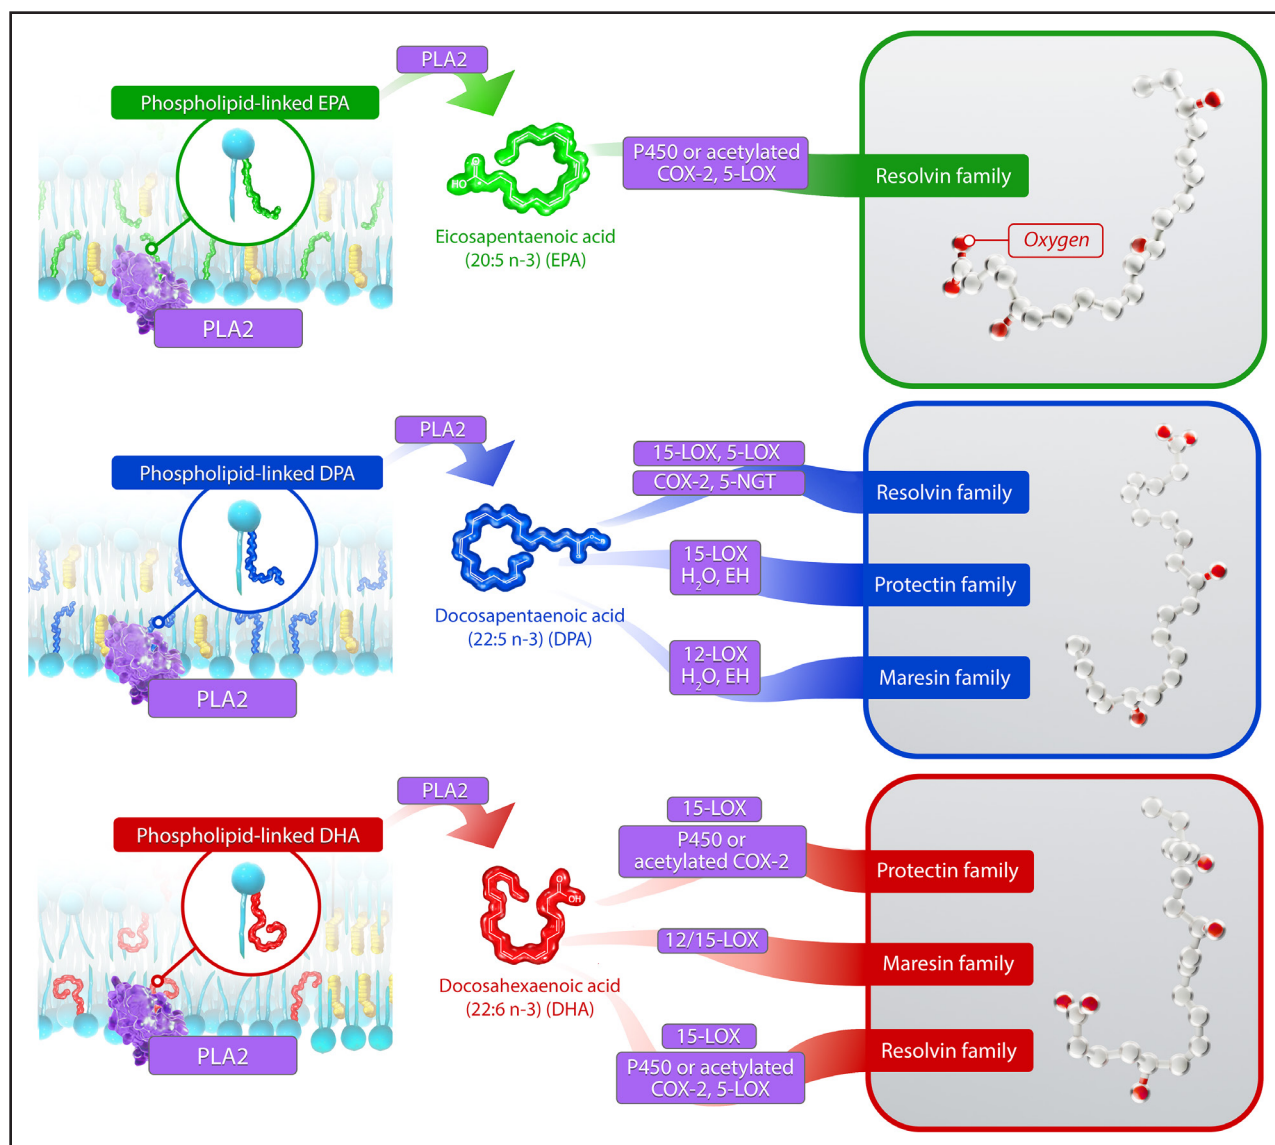 PLA2
Phospholipid-linked EPA
P450 or acetylated
COX-2, 5-LOX
Resolvin family
HO
O
Eicosapentaenoic acid
(20:5 n-3) (EPA)
Oxygen
PLA2
PLA2
Phospholipid-linked DPA
15-LOX, 5-LOX
COX-2, 5-NGT
Resolvin family
15-LOX
H₂O, EH
Protectin family
Docosapentaenoic acid
(22:5 n-3) (DPA)
12-LOX
H₂O, EH
Maresin family
PLA2
PLA2
Phospholipid-linked DHA
15-LOX
P450 or
acetylated COX-2
Protectin family
O
OH
12/15-LOX
Maresin family
Docosahexaenoic acid
(22:6 n-3) (DHA)
15-LOX
P450 or acetylated
COX-2, 5-LOX
Resolvin family
PLA2